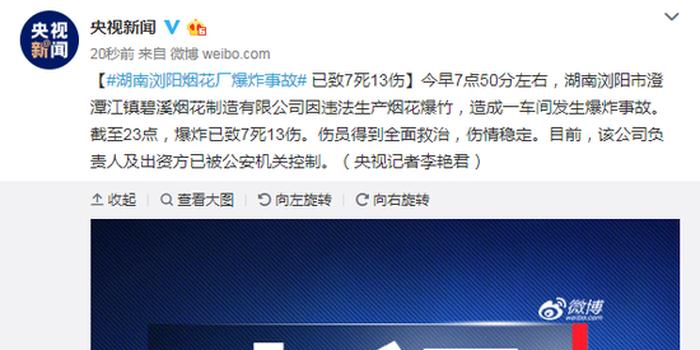 央视
新闻
央视新闻
20秒前 来自 微博 weibo.com
【#湖南浏阳烟花厂爆炸事故# 已致7死13伤】今早7点50分左右，湖南浏阳市澄
潭江镇碧溪烟花制造有限公司因违法生产烟花爆竹，造成一车间发生爆炸事故。
截至23点，爆炸已致7死13伤。伤员得到全面救治，伤情稳定。目前，该公司负
责人及出资方已被公安机关控制。（央视记者李艳君）
收起 查看大图 向左旋转 向右旋转
微博
weibo.com